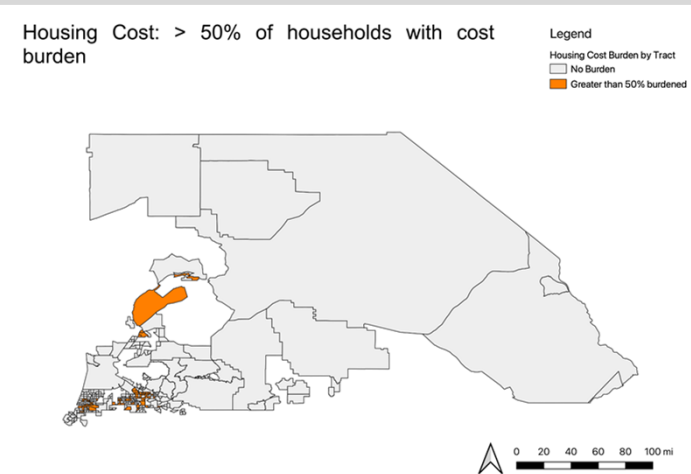 Housing Cost: > 50% of households with cost
burden
Legend
Housing Cost Burden by Tract
No Burden
Greater than 50% burdened
0 20 40 60 80 100 mi